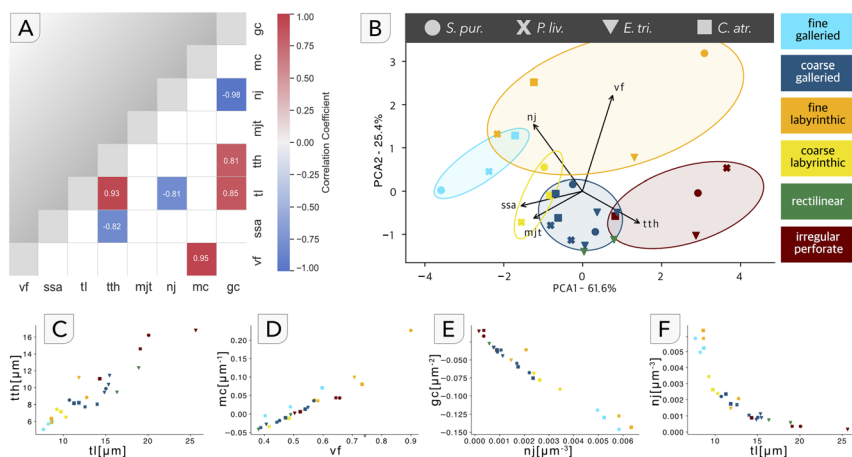 A
gc
mc
nj
mjt
tth
tl
ssa
vf
-0.98
0.81
0.93
-0.81
0.85
-0.82
0.95
vf ssa tl tth mjt nj mc gc
1.00
0.75
0.50
0.25
0.00
−0.25
−0.50
−0.75
−1.00
Correlation Coefficient
B
S. pur. P. liv. E. tri. C. atr.
3
2
1
0
−1
PCA2 - 25.4%
vf
nj
ssa
mjt
tth
−4 −2 0 2 4
PCA1 - 61.6%
fine
galleried
coarse
galleried
fine
labyrinthic
coarse
labyrinthic
rectilinear
irregular
perforate
C
16
14
12
10
8
6
tth[µm]
10 15 20 25
tl[µm]
D
0.20
0.15
0.10
0.05
0.00
−0.05
mc[µm⁻¹]
0.4 0.5 0.6 0.7 0.8 0.9
vf
E
−0.025
−0.050
−0.075
−0.100
−0.125
−0.150
gc[µm⁻²]
0.000 0.001 0.002 0.003 0.004 0.005 0.006
nj[µm⁻³]
F
0.005
0.004
0.003
0.002
0.001
0.000
nj[µm⁻³]
10 15 20 25
tl[µm]